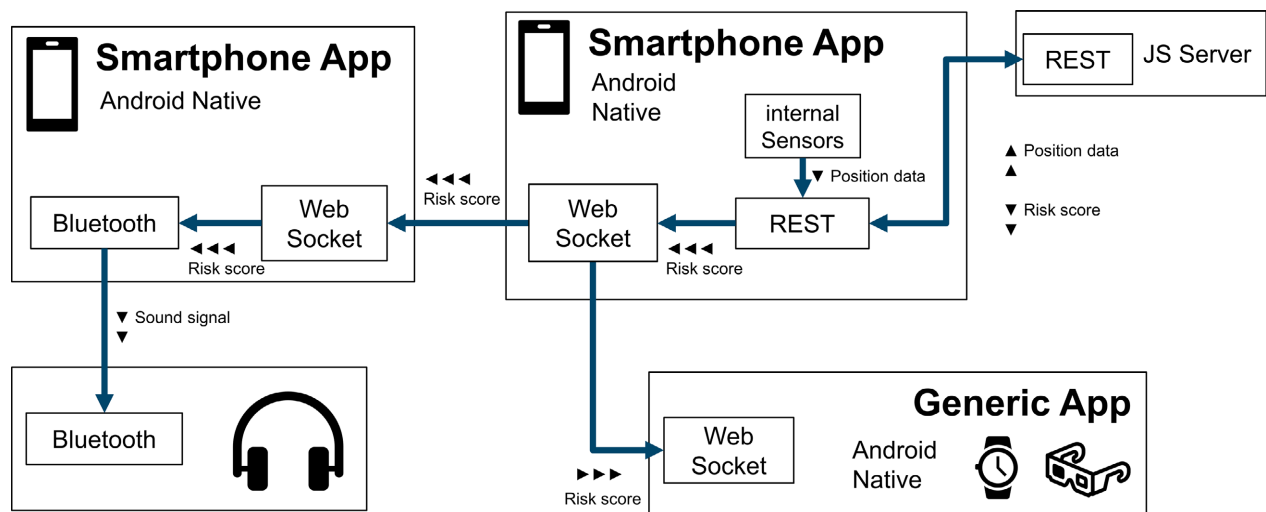 Smartphone App
Android Native
Bluetooth
Web
Socket
◄◄◄
Risk score
◄◄◄
Risk score
▼ Sound signal
▼
Bluetooth
Smartphone App
Android
Native
internal
Sensors
▼ Position data
REST
Web
Socket
◄◄◄
Risk score
REST
JS Server
▲ Position data
▲
▼ Risk score
▼
Generic App
Android
Native
Web
Socket
►►►
Risk score